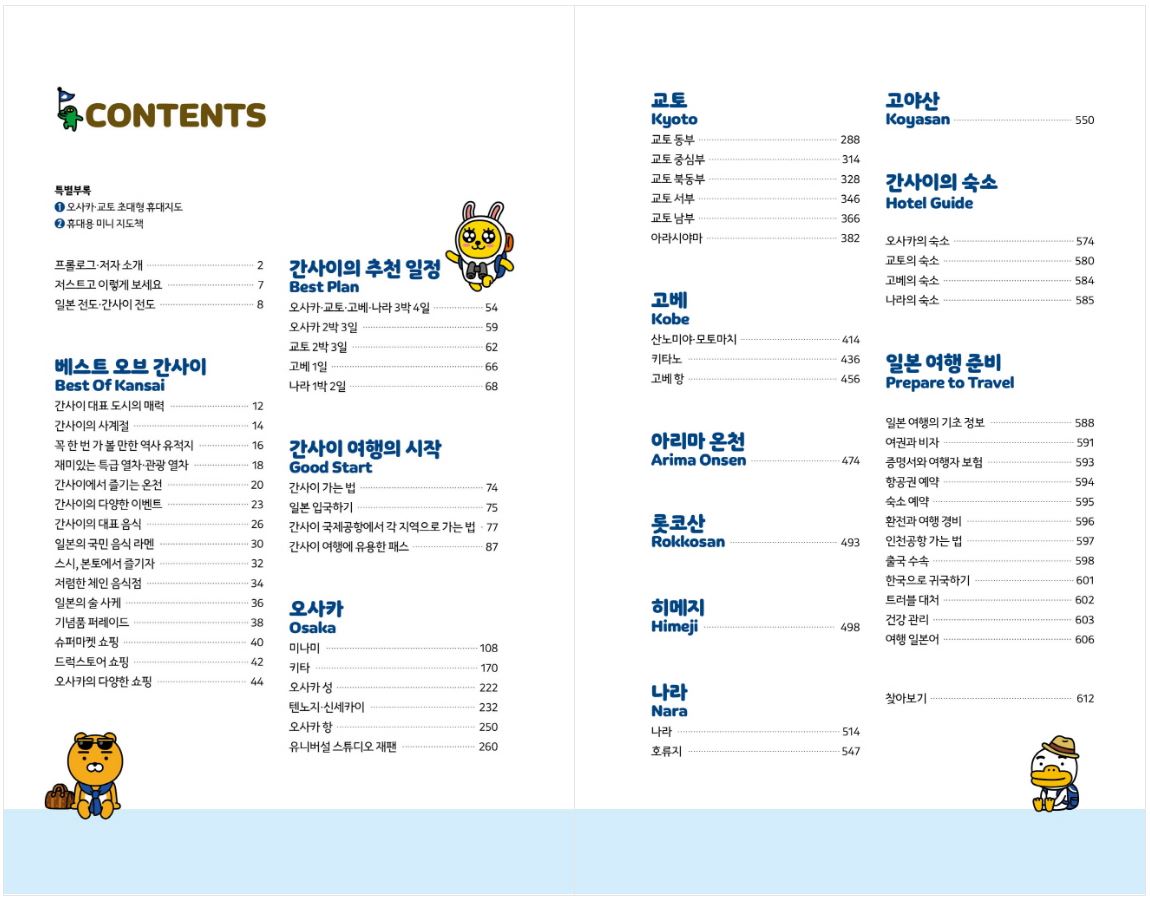 CONTENTS
특별부록
1 오사카·교토 초대형 휴대지도
2 휴대용 미니 지도책
프롤로그·저자 소개 2
저스트고 이렇게 보세요 7
일본 전도·간사이 전도 8
베스트 오브 간사이
Best Of Kansai
간사이 대표 도시의 매력 12
간사이의 사계절 14
꼭 한 번 가 볼 만한 역사 유적지 16
재미있는 특급 열차·관광 열차 18
간사이에서 즐기는 온천 20
간사이의 다양한 이벤트 23
간사이의 대표 음식 26
일본의 국민 음식 라멘 30
스시, 본토에서 즐기자 32
저렴한 체인 음식점 34
일본의 술 사케 36
기념품 퍼레이드 38
슈퍼마켓 쇼핑 40
드럭스토어 쇼핑 42
오사카의 다양한 쇼핑 44
간사이의 추천 일정
Best Plan
오사카·교토·고베·나라 3박 4일 54
오사카 2박 3일 59
교토 2박 3일 62
고베 1일 66
나라 1박 2일 68
간사이 여행의 시작
Good Start
간사이 가는 법 74
일본 입국하기 75
간사이 국제공항에서 각 지역으로 가는 법 77
간사이 여행에 유용한 패스 87
오사카
Osaka
미나미 108
키타 170
오사카 성 222
텐노지·신세카이 232
오사카 항 250
유니버설 스튜디오 재팬 260
교토
Kyoto
교토 동부 288
교토 중심부 314
교토 북동부 328
교토 서부 346
교토 남부 366
아라시야마 382
고베
Kobe
산노미야·모토마치 414
키타노 436
고베 항 456
아리마 온천
Arima Onsen 474
롯코산
Rokkosan 493
히메지
Himeji 498
나라
Nara
나라 514
호류지 547
고야산
Koyasan 550
간사이의 숙소
Hotel Guide
오사카의 숙소 574
교토의 숙소 580
고베의 숙소 584
나라의 숙소 585
일본 여행 준비
Prepare to Travel
일본 여행의 기초 정보 588
여권과 비자 591
증명서와 여행자 보험 593
항공권 예약 594
숙소 예약 595
환전과 여행 경비 596
인천공항 가는 법 597
출국 수속 598
한국으로 귀국하기 601
트러블 대처 602
건강 관리 603
여행 일본어 606
찾아보기 612